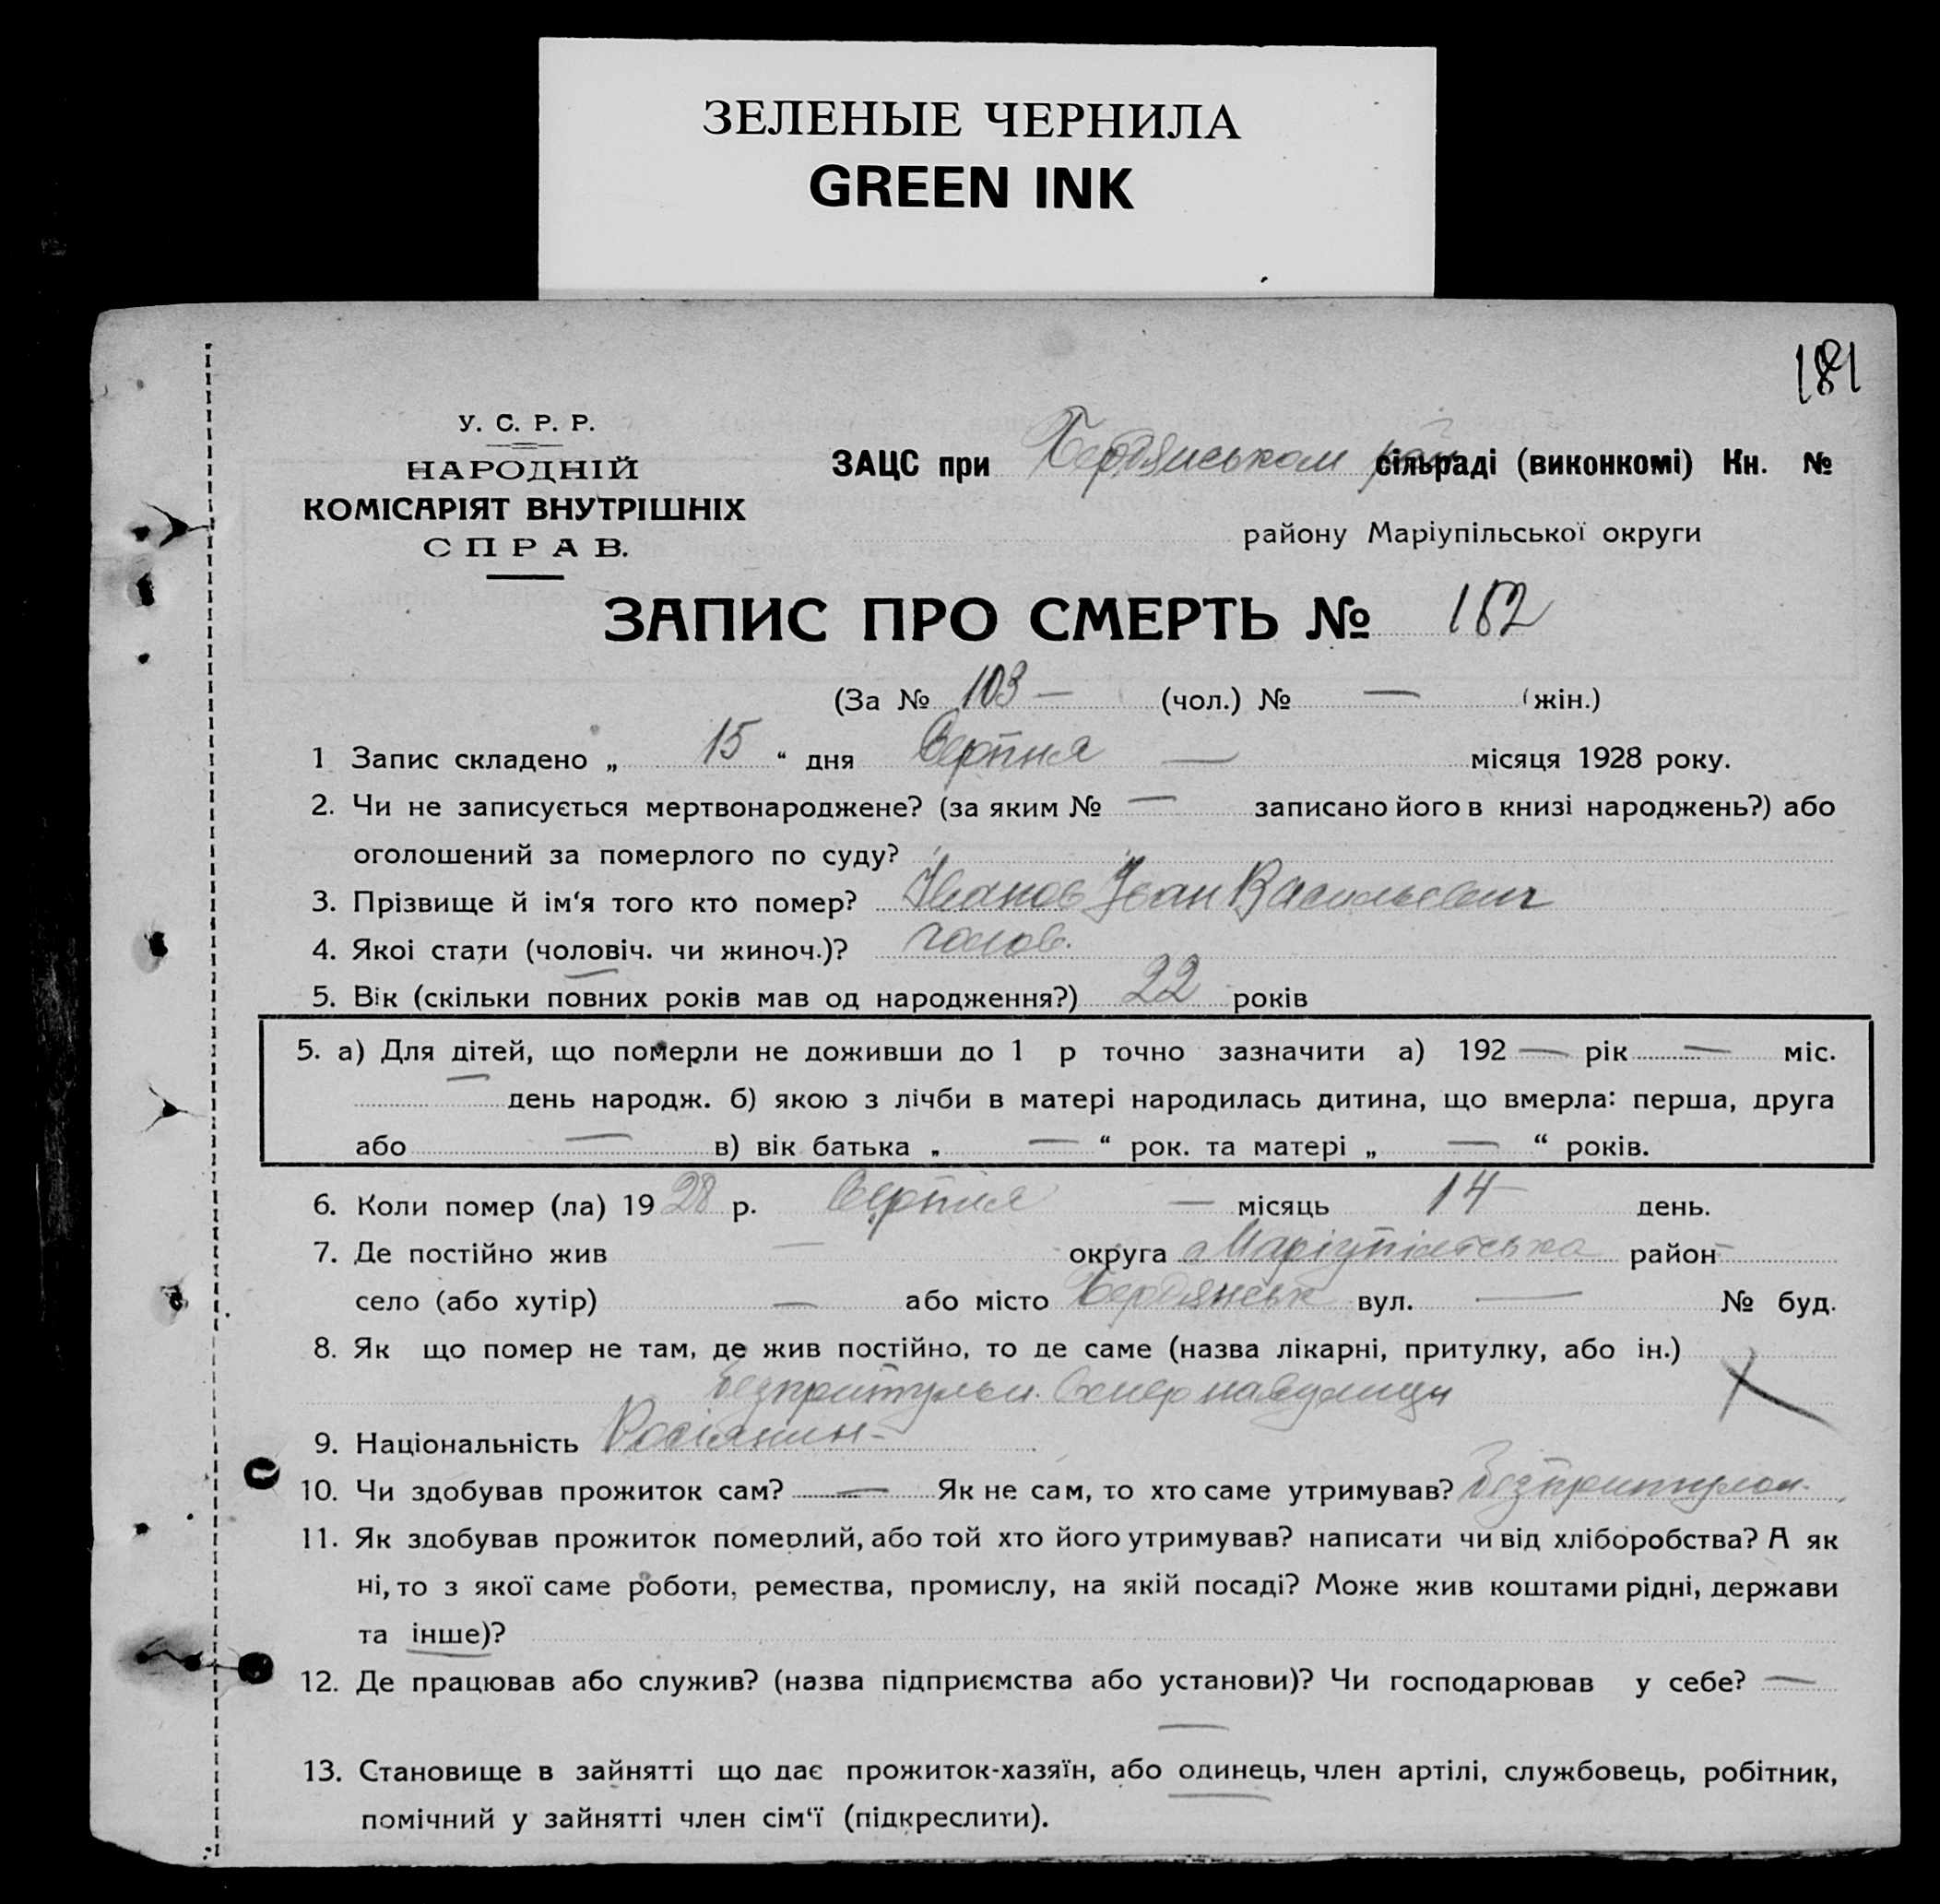 ЗЕЛЕНЫЕ ЧЕРНИЛА
GREEN INK
181
У. С. Р. Р.
НАРОДНІЙ
КОМІСАРІЯТ ВНУТРІШНІХ
СПРАВ.
ЗАЦС при Бердянськом рай сільраді (виконкомі) Кн. №
району Маріупільської округи
ЗАПИС ПРО СМЕРТЬ № 182
(За № 103 — (чол.) № — (жін.)
1 Запис складено „ 15 “ дня Серпня — місяця 1928 року.
2. Чи не записується мертвонароджене? (за яким № — записано його в книзі народжень?) або
оголошений за померлого по суду?
3. Прізвище й ім‘я того кто помер? Іванов Іван Васильевич
4. Якоі стати (чоловіч. чи жиноч.)? чолов.
5. Вік (скільки повних років мав од народження?) 22 років
5. а) Для дітей, що померли не доживши до 1 р точно зазначити а) 192 — рік — міс.
— день народж. б) якою з лічби в матері народилась дитина, що вмерла: перша, друга
або — в) вік батька „ — “ рок. та матері „ — “ років.
6. Коли помер (ла) 19 28 р. Серпня — місяць 14 день.
7. Де постійно жив — округа Маріупільська район —
село (або хутір) — або місто Бердянськ вул. — № буд.
8. Як що помер не там, де жив постійно, то де саме (назва лікарні, притулку, або ін.)
безпритульн. вмер на вулици
9. Національність Росіянин -
10. Чи здобував прожиток сам? — Як не сам, то хто саме утримував? Безпритулон.
11. Як здобував прожиток померлий, або той хто його утримував? написати чи від хліборобства? А як
ні, то з якої саме роботи, ремества, промислу, на якій посаді? Може жив коштами рідні, держави
та інше)?
12. Де працював або служив? (назва підприємства або установи)? Чи господарював у себе? —
—
13. Становище в зайнятті що дає прожиток-хазяїн, або одинець, член артілі, службовець, робітник,
помічний у зайнятті член сім‘ї (підкреслити).